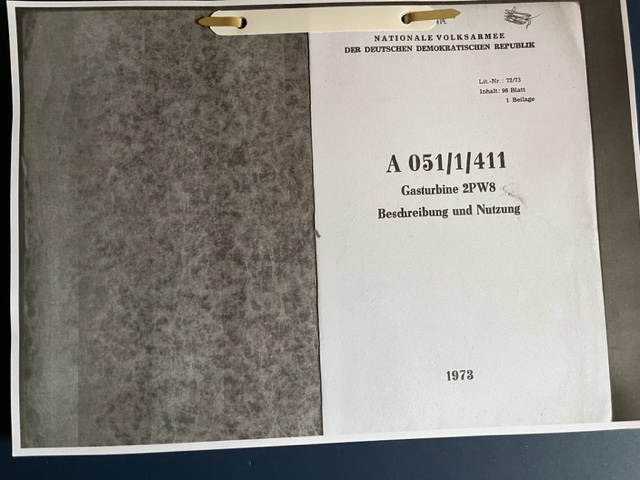 NATIONALE VOLKSARMEE
DER DEUTSCHEN DEMOKRATISCHEN REPUBLIK
Lit.-Nr.: 72/73
Inhalt: 96 Blatt
1 Beilage
A 051/1/411
Gasturbine 2PW8
Beschreibung und Nutzung
1973